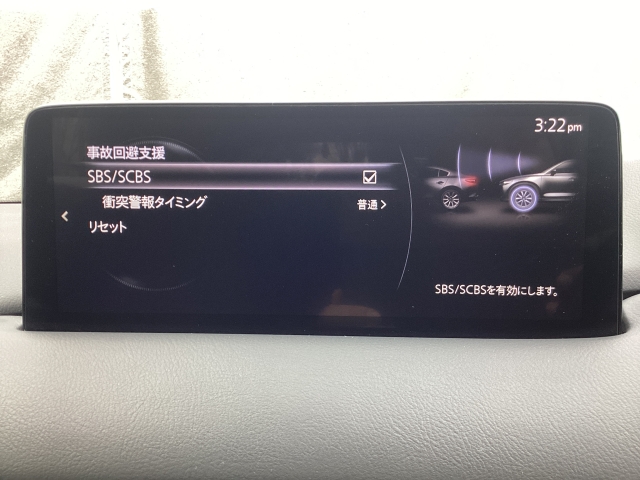 3:22pm
事故回避支援
SBS/SCBS
衝突警報タイミング 普通
リセット
SBS/SCBSを有効にします。